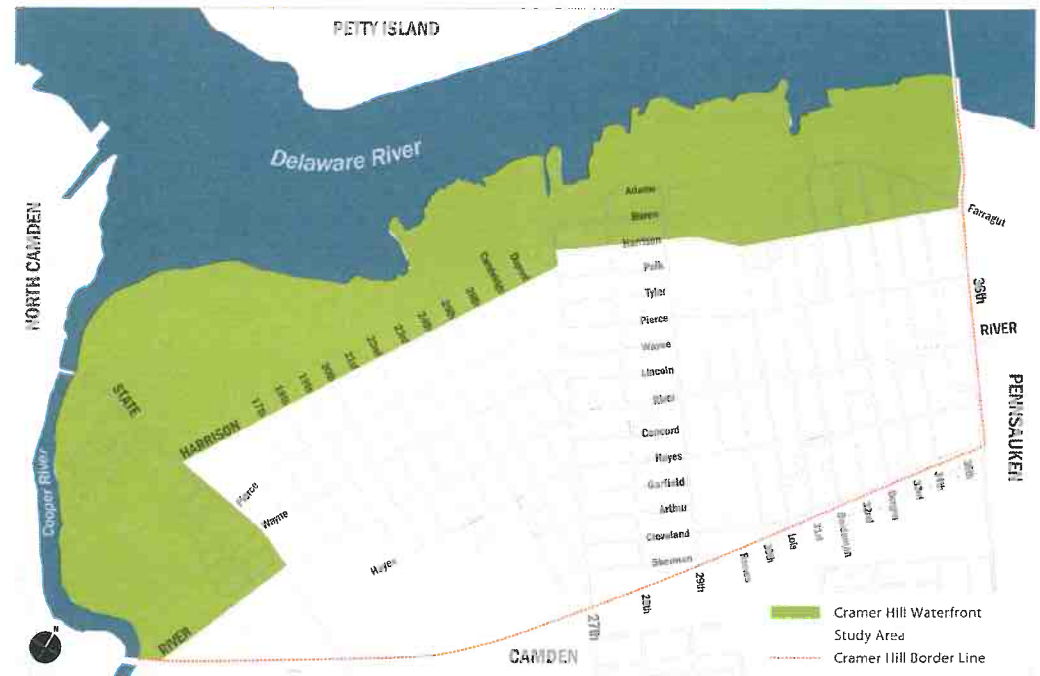 PETTY ISLAND
Delaware River
NORTH CAMDEN
Adams
Harrison
Polk
Tyler
Pierce
Wayne
Lincoln
River
Concord
Hayes
Garfield
Arthur
Cleveland
Sherman
Farragut
36th
RIVER
PENNSAUKEN
Cambridge
Dupont
26th
25th
24th
23rd
22nd
21st
20th
19th
18th
17th
STATE
HARRISON
Cooper River
Pierce
Wayne
Hayes
RIVER
N
CAMDEN
27th
28th
29th
30th
Lois
31st
Beideman
32nd
Bergen
33rd
34th
35th
Cramer Hill Waterfront
Study Area
Cramer Hill Border Line